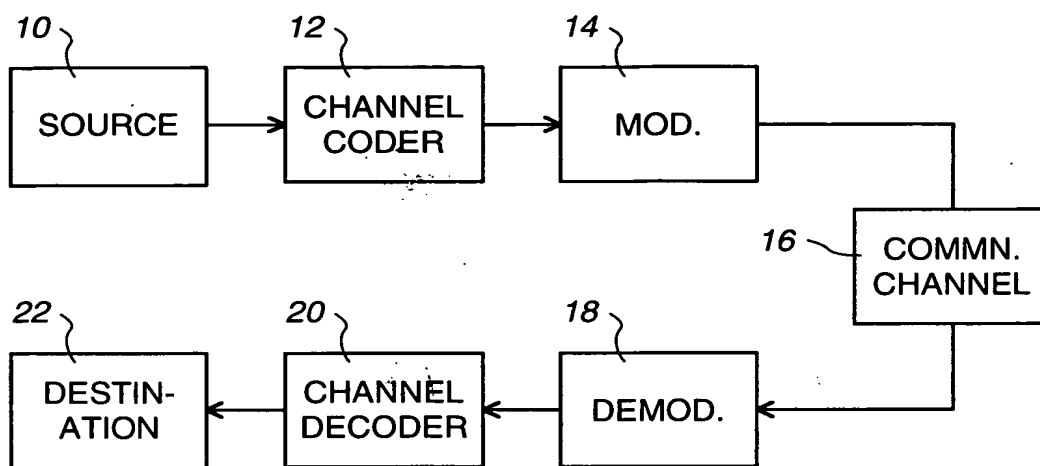 10
12
14
SOURCE
CHANNEL
CODER
MOD.
16
COMMN.
CHANNEL
22
20
18
DESTIN-
ATION
CHANNEL
DECODER
DEMOD.